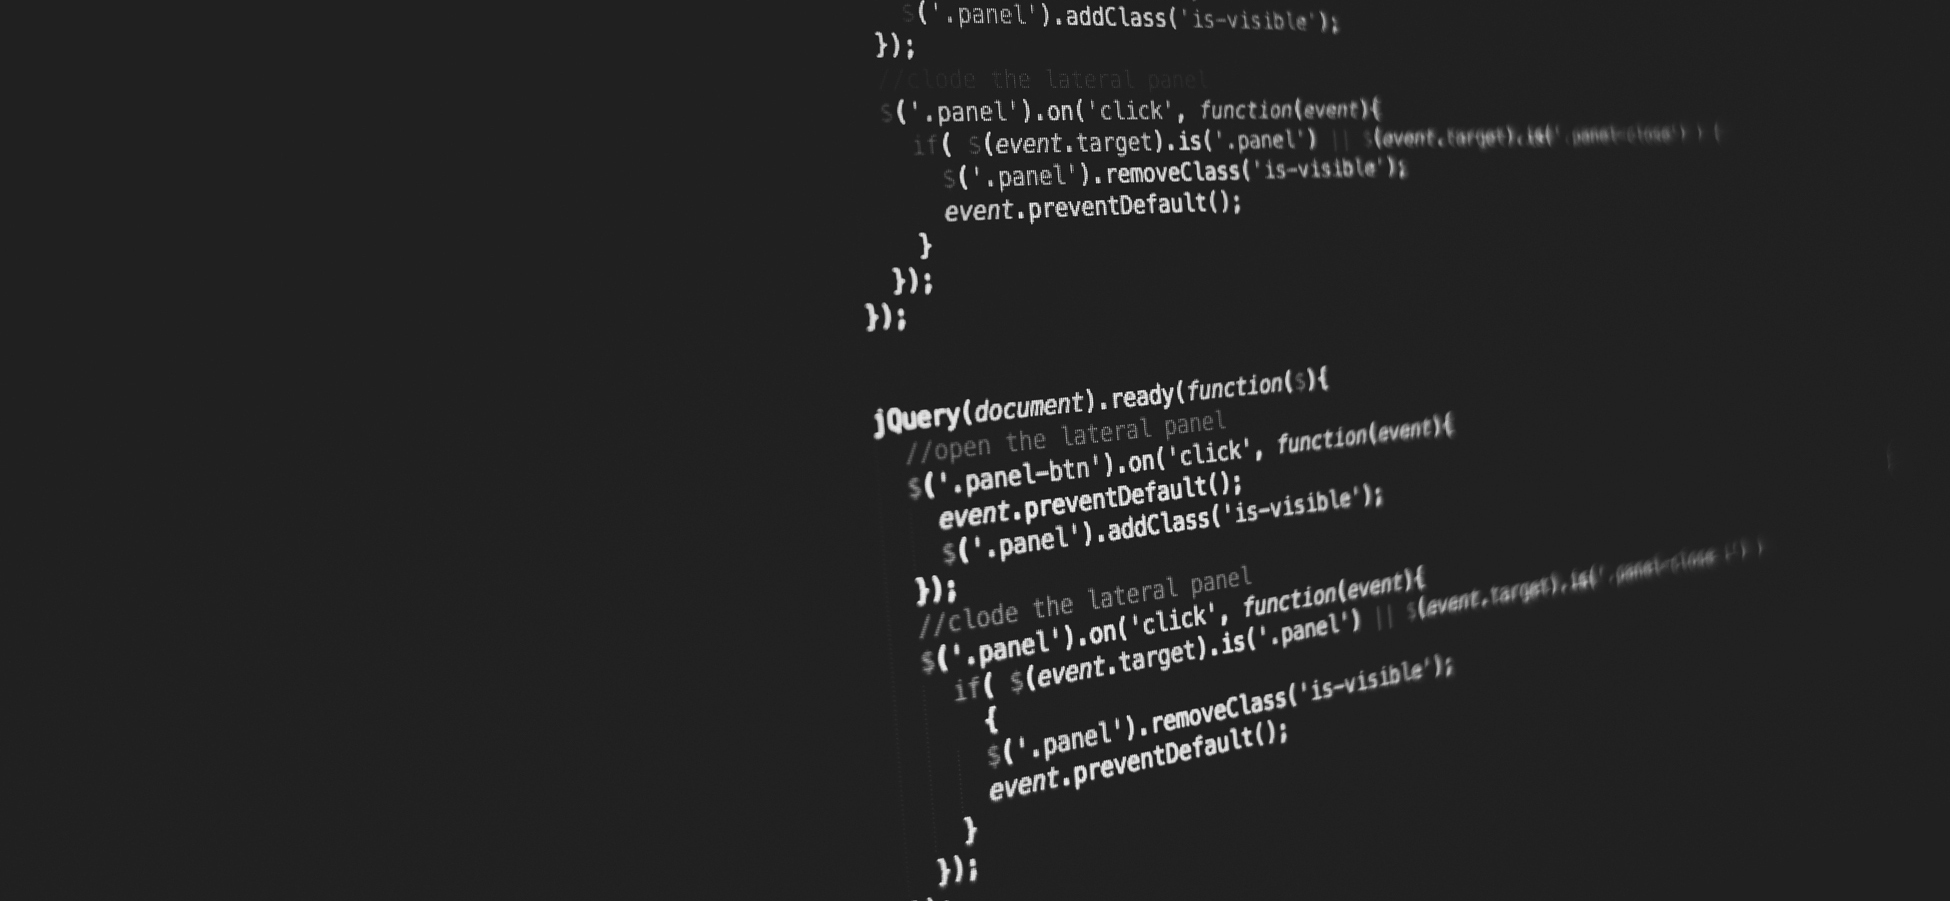 $('.panel').addClass('is-visible');
});
//clode the lateral panel
$('.panel').on('click', function(event){
if( $(event.target).is('.panel') || $(event.target).is('.panel-close') ) {
$('.panel').removeClass('is-visible');
event.preventDefault();
}
});
});
jQuery(document).ready(function($){
//open the lateral panel
$('.panel-btn').on('click', function(event){
event.preventDefault();
$('.panel').addClass('is-visible');
});
//clode the lateral panel
$('.panel').on('click', function(event){
if( $(event.target).is('.panel') || $(event.target).is('.panel-close
{
$('.panel').removeClass('is-visible');
event.preventDefault();
}
});